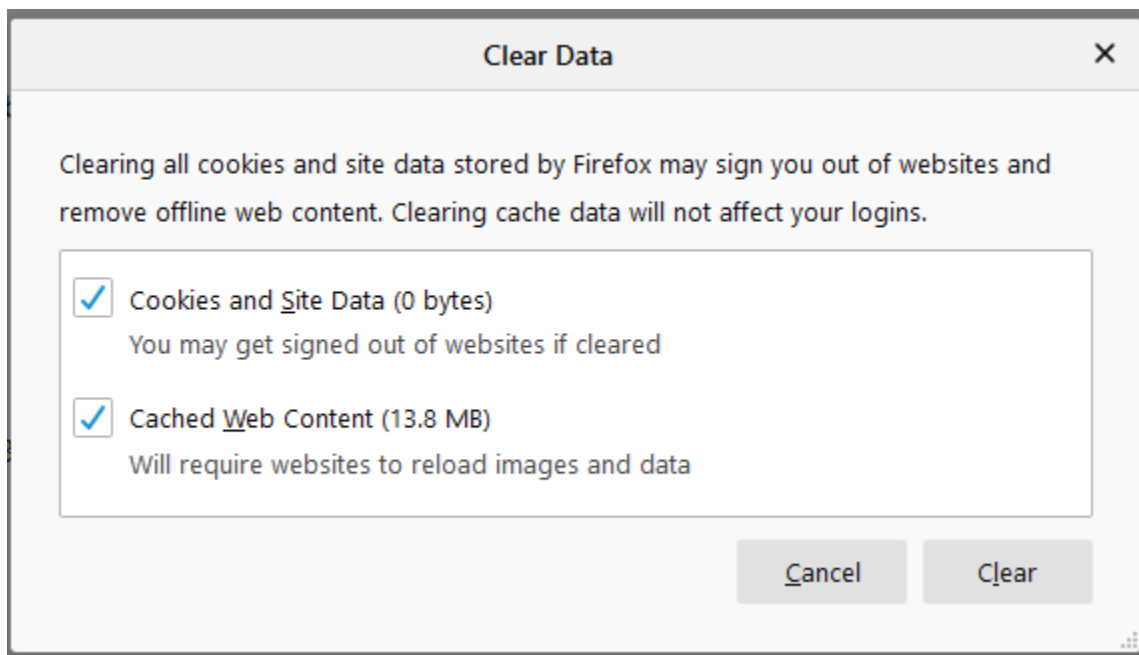 Clear Data
Clearing all cookies and site data stored by Firefox may sign you out of websites and
remove offline web content. Clearing cache data will not affect your logins.
Cookies and Site Data (0 bytes)
You may get signed out of websites if cleared
Cached Web Content (13.8 MB)
Will require websites to reload images and data
Cancel
Clear